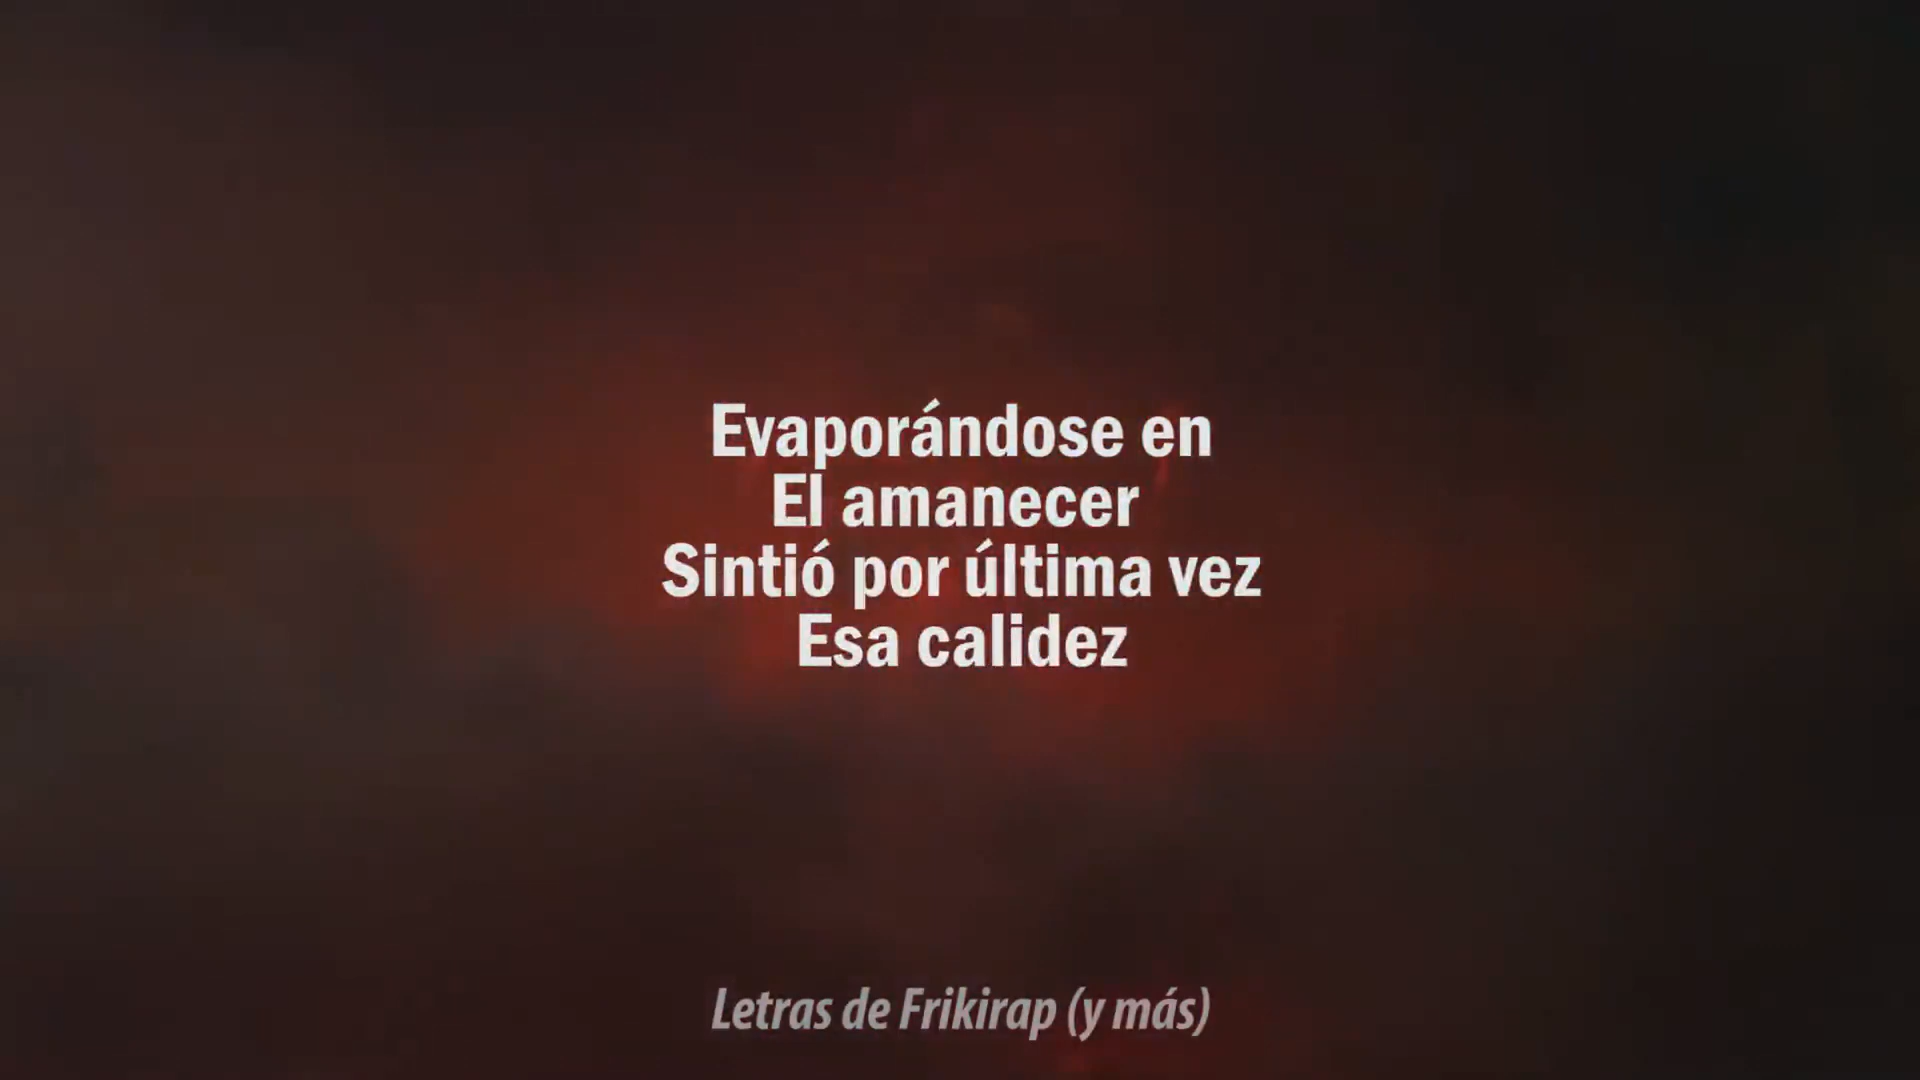 Evaporándose en
El amanecer
Sintió por última vez
Esa calidez
Letras de Frikirap (y más)